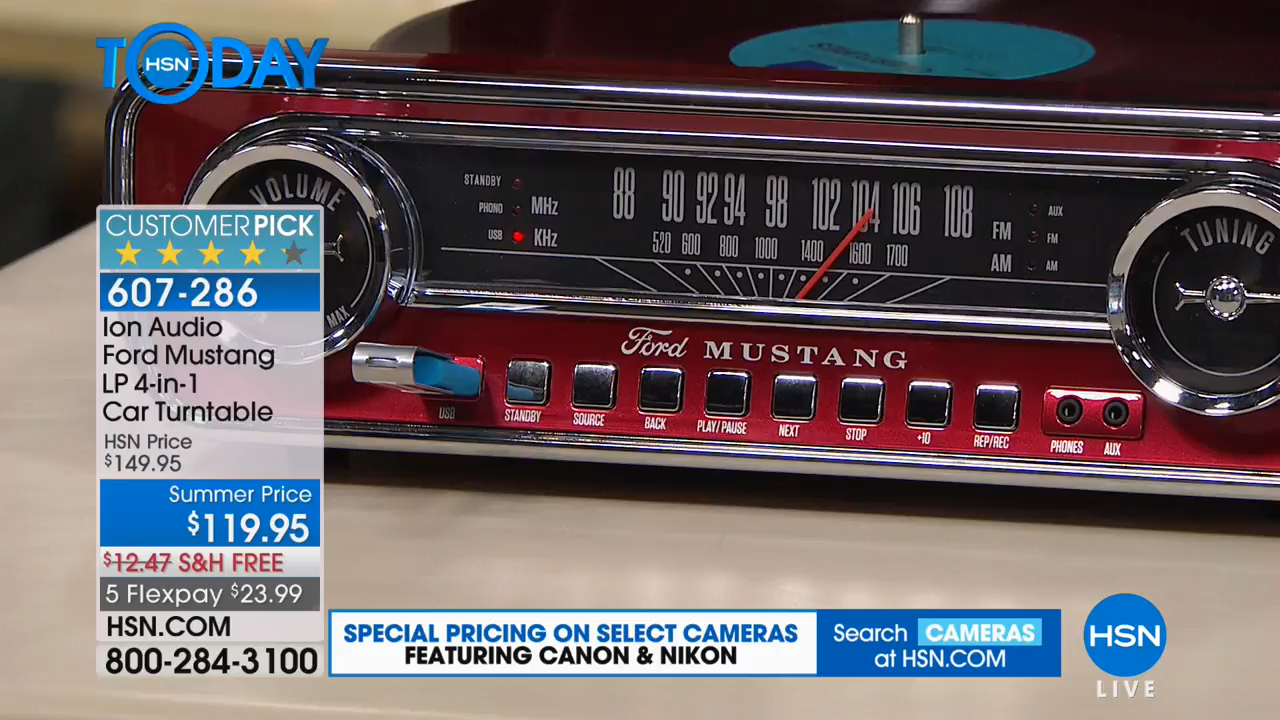 TODAY
HSN
CUSTOMER PICK
607-286
Ion Audio
Ford Mustang
LP 4-in-1
Car Turntable
HSN Price
$149.95
Summer Price
$119.95
$12.47 S&H FREE
5 Flexpay $23.99
HSN.COM
800-284-3100
VOLUME
MAX
STANDBY
PHONO
USB
MHz
KHz
88 90 92 94 98 102 104 106 108
520 600 800 1000 1400 1600 1700
FM
AM
AUX
FM
AM
TUNING
Ford MUSTANG
USB
STANDBY
SOURCE
BACK
PLAY/PAUSE
NEXT
STOP
+10
REP/REC
PHONES
AUX
SPECIAL PRICING ON SELECT CAMERAS
FEATURING CANON & NIKON
Search CAMERAS
at HSN.COM
HSN
LIVE